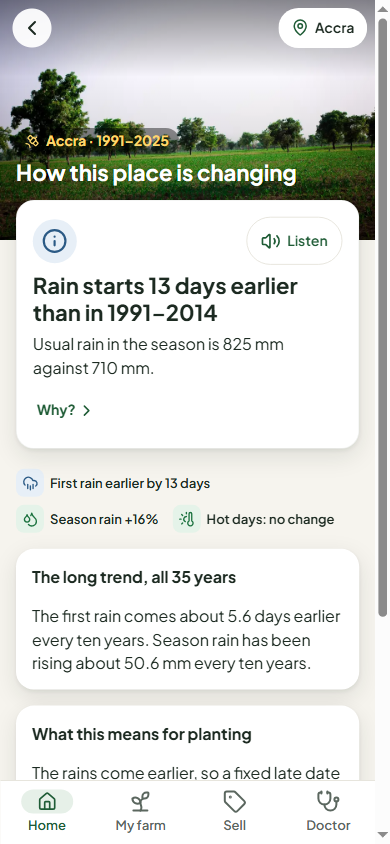 Accra
Accra · 1991–2025
How this place is changing
Listen
Rain starts 13 days earlier
than in 1991–2014
Usual rain in the season is 825 mm
against 710 mm.
Why?
First rain earlier by 13 days
Season rain +16%
Hot days: no change
The long trend, all 35 years
The first rain comes about 5.6 days earlier
every ten years. Season rain has been
rising about 50.6 mm every ten years.
What this means for planting
The rains come earlier, so a fixed late date
Home
My farm
Sell
Doctor